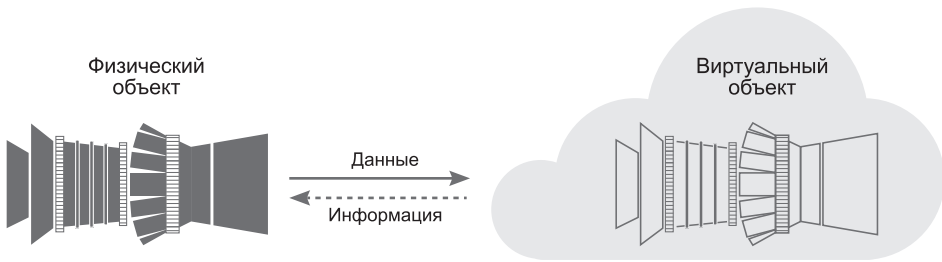 Физический
объект
Данные
Информация
Виртуальный
объект